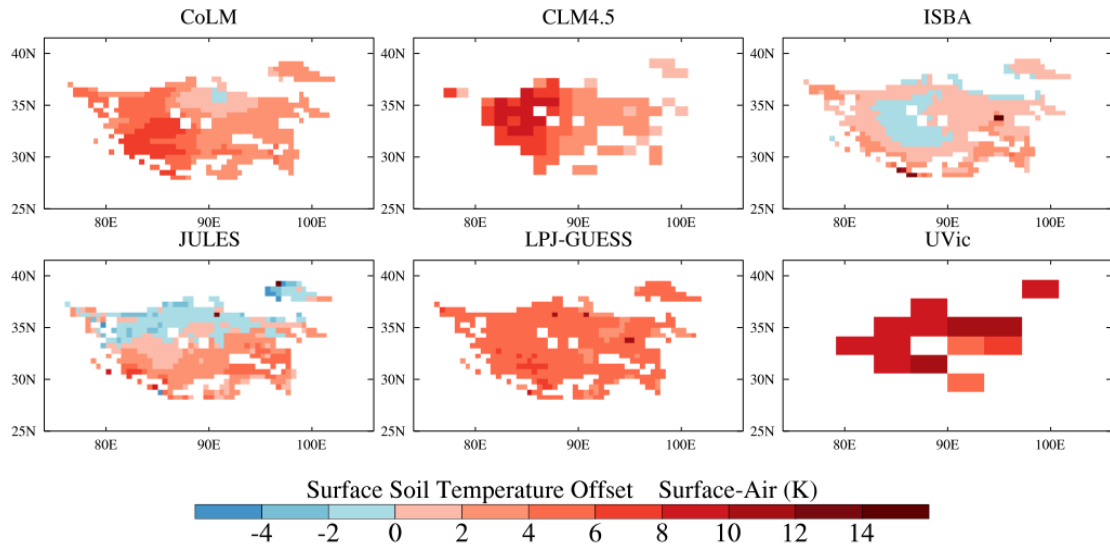 CoLM CLM4.5 ISBA
40N 40N 40N
35N 35N 35N
30N 30N 30N
25N 25N 25N
80E 90E 100E 80E 90E 100E 80E 90E 100E
JULES LPJ-GUESS UVic
40N 40N 40N
35N 35N 35N
30N 30N 30N
25N 25N 25N
80E 90E 100E 80E 90E 100E 80E 90E 100E
Surface Soil Temperature Offset Surface-Air (K)
-4 -2 0 2 4 6 8 10 12 14